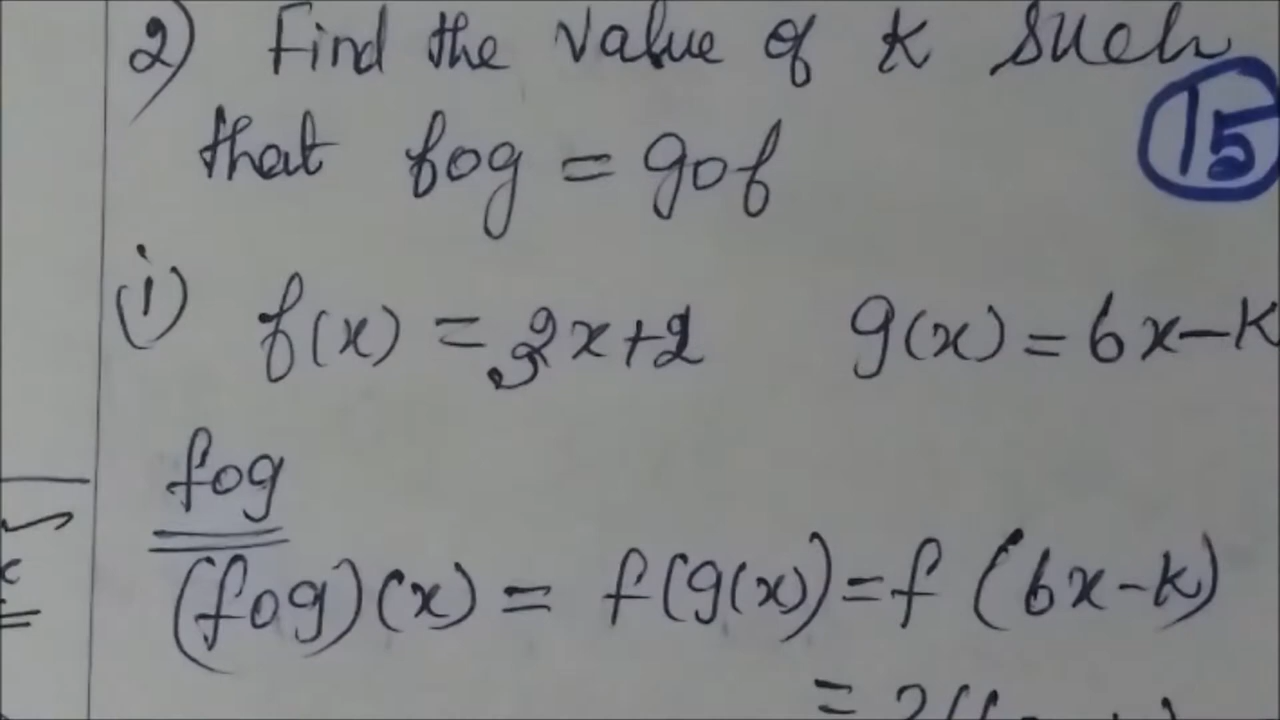 2) Find the value of k such
15
that fog = gof
(i) f(x) = 3x+2 g(x) = 6x-k
fog
(fog)(x) = f(g(x)) = f (6x-k)